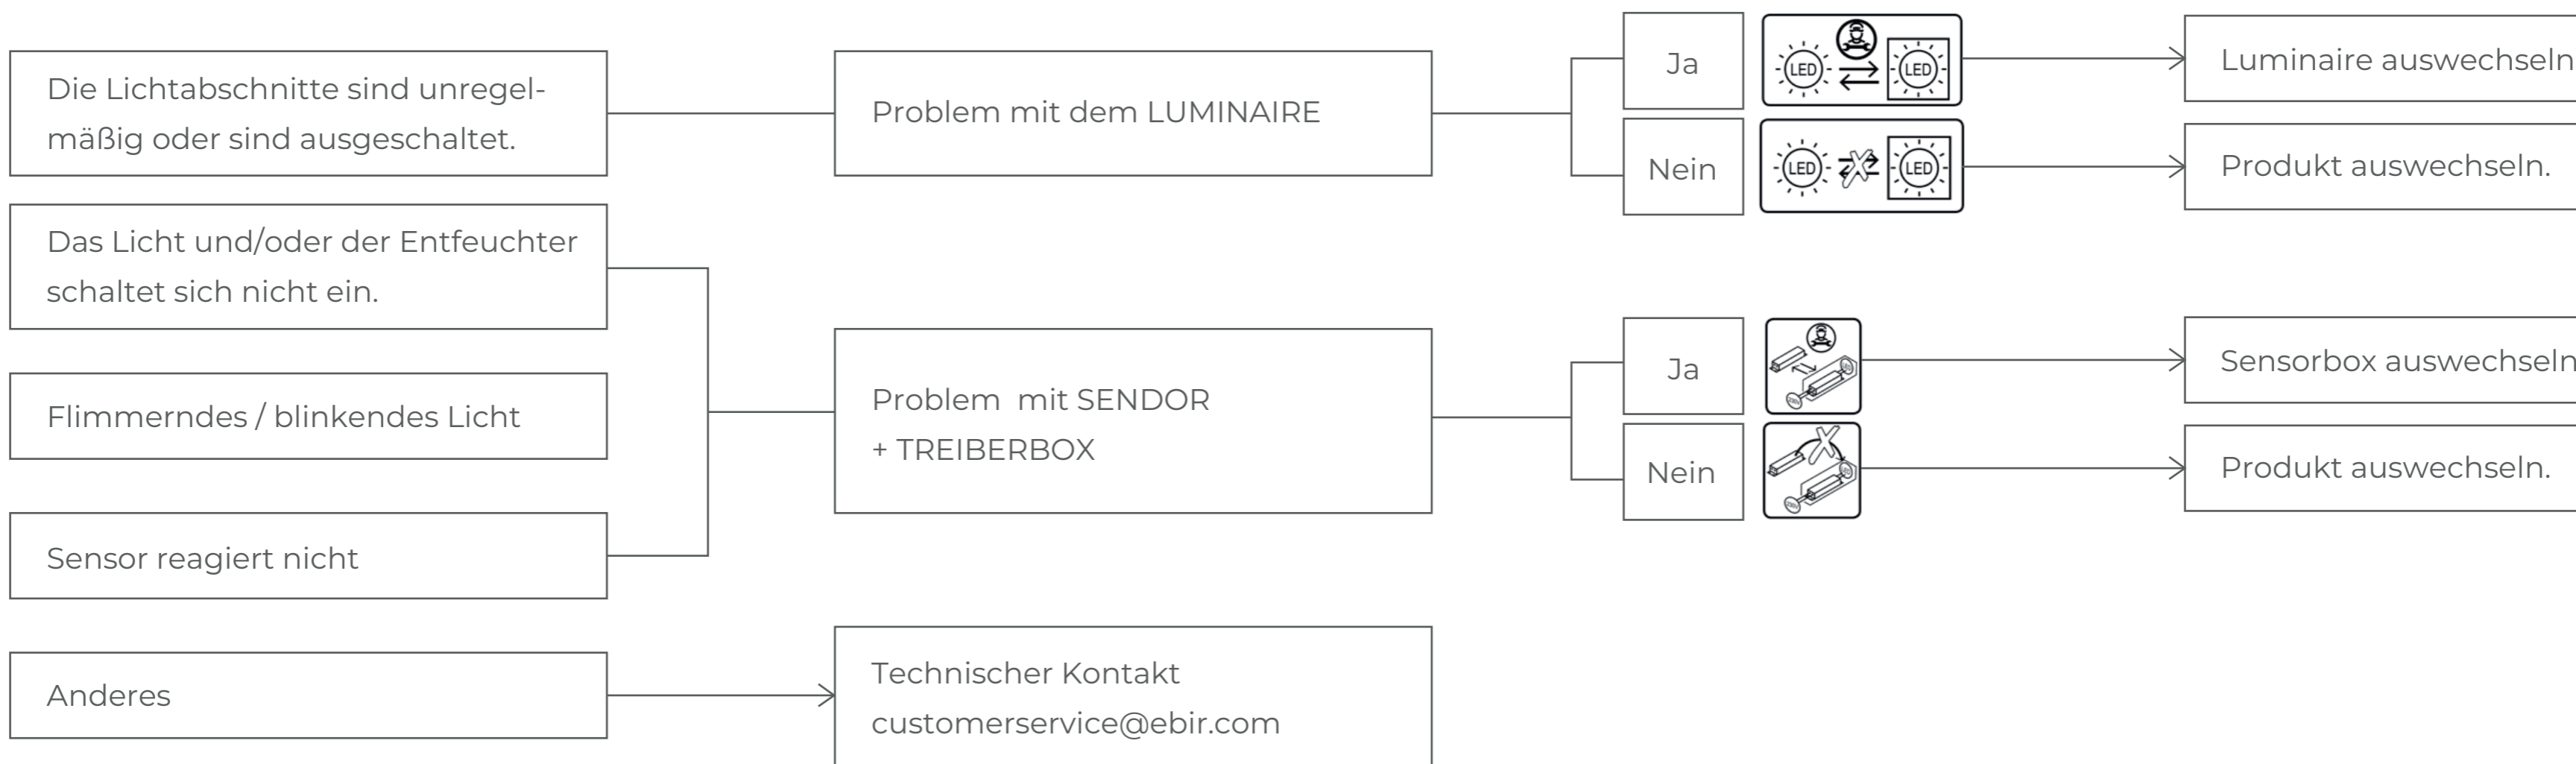 Die Lichtabschnitte sind unregel-
mäßig oder sind ausgeschaltet.
Problem mit dem LUMINAIRE
Ja
LED
LED
Luminaire auswechseln
Nein
LED
LED
Produkt auswechseln.
Das Licht und/oder der Entfeuchter
schaltet sich nicht ein.
Flimmerndes / blinkendes Licht
Sensor reagiert nicht
Problem mit SENDOR
+ TREIBERBOX
Ja
Sensorbox auswechseln
Nein
Produkt auswechseln.
Anderes
Technischer Kontakt
customerservice@ebir.com